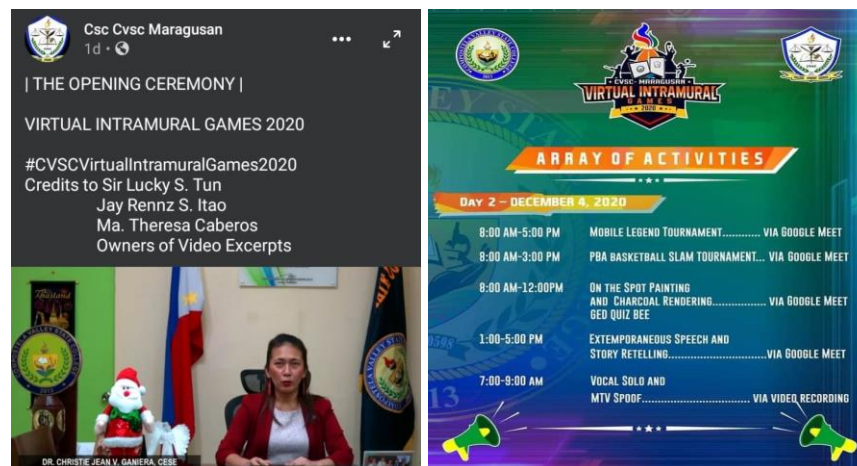 Csc Cvsc Maragusan
1d
| THE OPENING CEREMONY |
VIRTUAL INTRAMURAL GAMES 2020
#CVSCVirtualIntramuralGames2020
Credits to Sir Lucky S. Tun
Jay Rennz S. Itao
Ma. Theresa Caberos
Owners of Video Excerpts
Thailand
DR. CHRISTIE JEAN V. GANIERA, CESE
CVSC- MARAGUSAN
VIRTUAL INTRAMURAL
GAMES
2020
ARRAY OF ACTIVITIES
DAY 2 – DECEMBER 4, 2020
8:00 AM-5:00 PM MOBILE LEGEND TOURNAMENT............ VIA GOOGLE MEET
8:00 AM-3:00 PM PBA BASKETBALL SLAM TOURNAMENT... VIA GOOGLE MEET
8:00 AM-12:00PM ON THE SPOT PAINTING
AND CHARCOAL RENDERING................. VIA GOOGLE MEET
GED QUIZ BEE
1:00-5:00 PM EXTEMPORANEOUS SPEECH AND
STORY RETELLING...............................VIA GOOGLE MEET
7:00-9:00 AM VOCAL SOLO AND
MTV SPOOF.................................. VIA VIDEO RECORDING